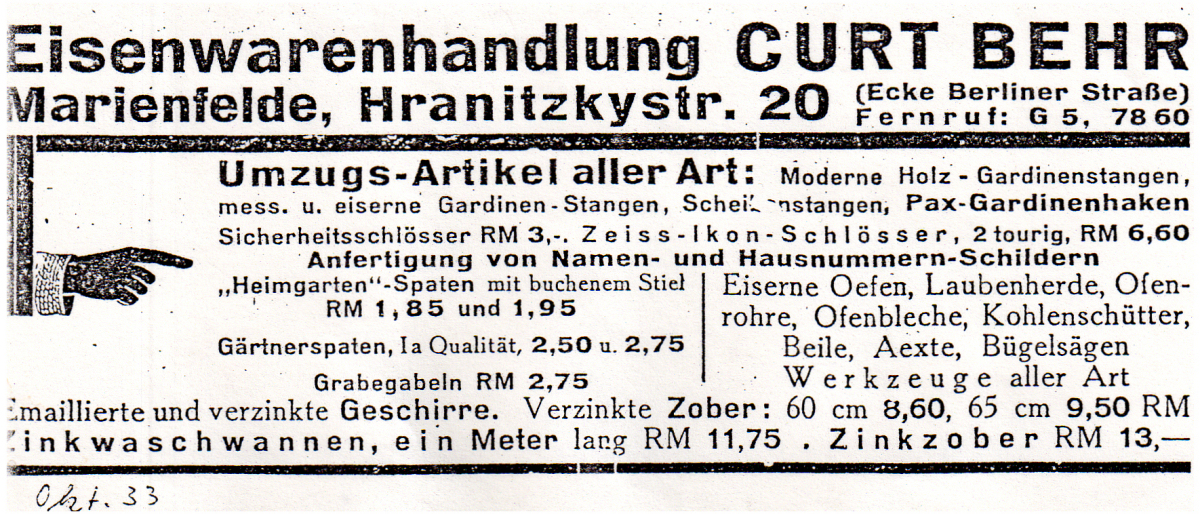 Eisenwarenhandlung CURT BEHR
Marienfelde, Hranitzkystr. 20 (Ecke Berliner Straße)
Fernruf: G 5, 78 60
Umzugs-Artikel aller Art: Moderne Holz-Gardinenstangen,
mess. u. eiserne Gardinen-Stangen, Pax-Gardinenhaken
Sicherheitsschlösser RM 3,-. Zeiss-Ikon-Schlösser, 2 tourig, RM 6,60
Anfertigung von Namen- und Hausnummern-Schildern
„Heimgarten“-Spaten mit buchenem Stiel
RM 1,85 und 1,95
Gärtnerspaten, Ia Qualität, 2,50 u. 2,75
Grabegabeln RM 2,75
Eiserne Oefen, Laubenherde, Ofen-
rohre, Ofenbleche, Kohlenschütter,
Beile, Aexte, Bügelsägen
Werkzeuge aller Art
Emaillierte und verzinkte Geschirre. Verzinkte Zober: 60 cm 8,60, 65 cm 9,50 RM
Zinkwaschwannen, ein Meter lang RM 11,75 . Zinkzober RM 13,—
Okt. 33